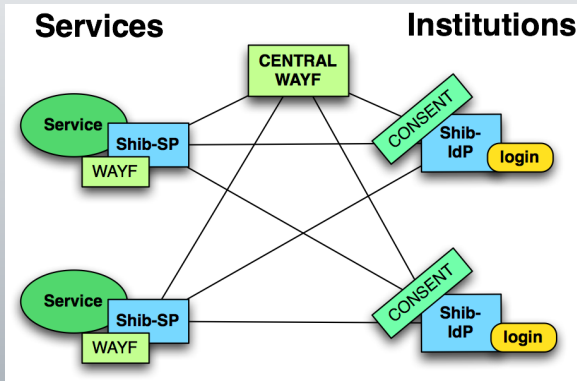 Services
Institutions
CENTRAL
WAYF
Service
Shib-SP
WAYF
CONSENT
Shib-
IdP
login
Service
Shib-SP
WAYF
CONSENT
Shib-
IdP
login